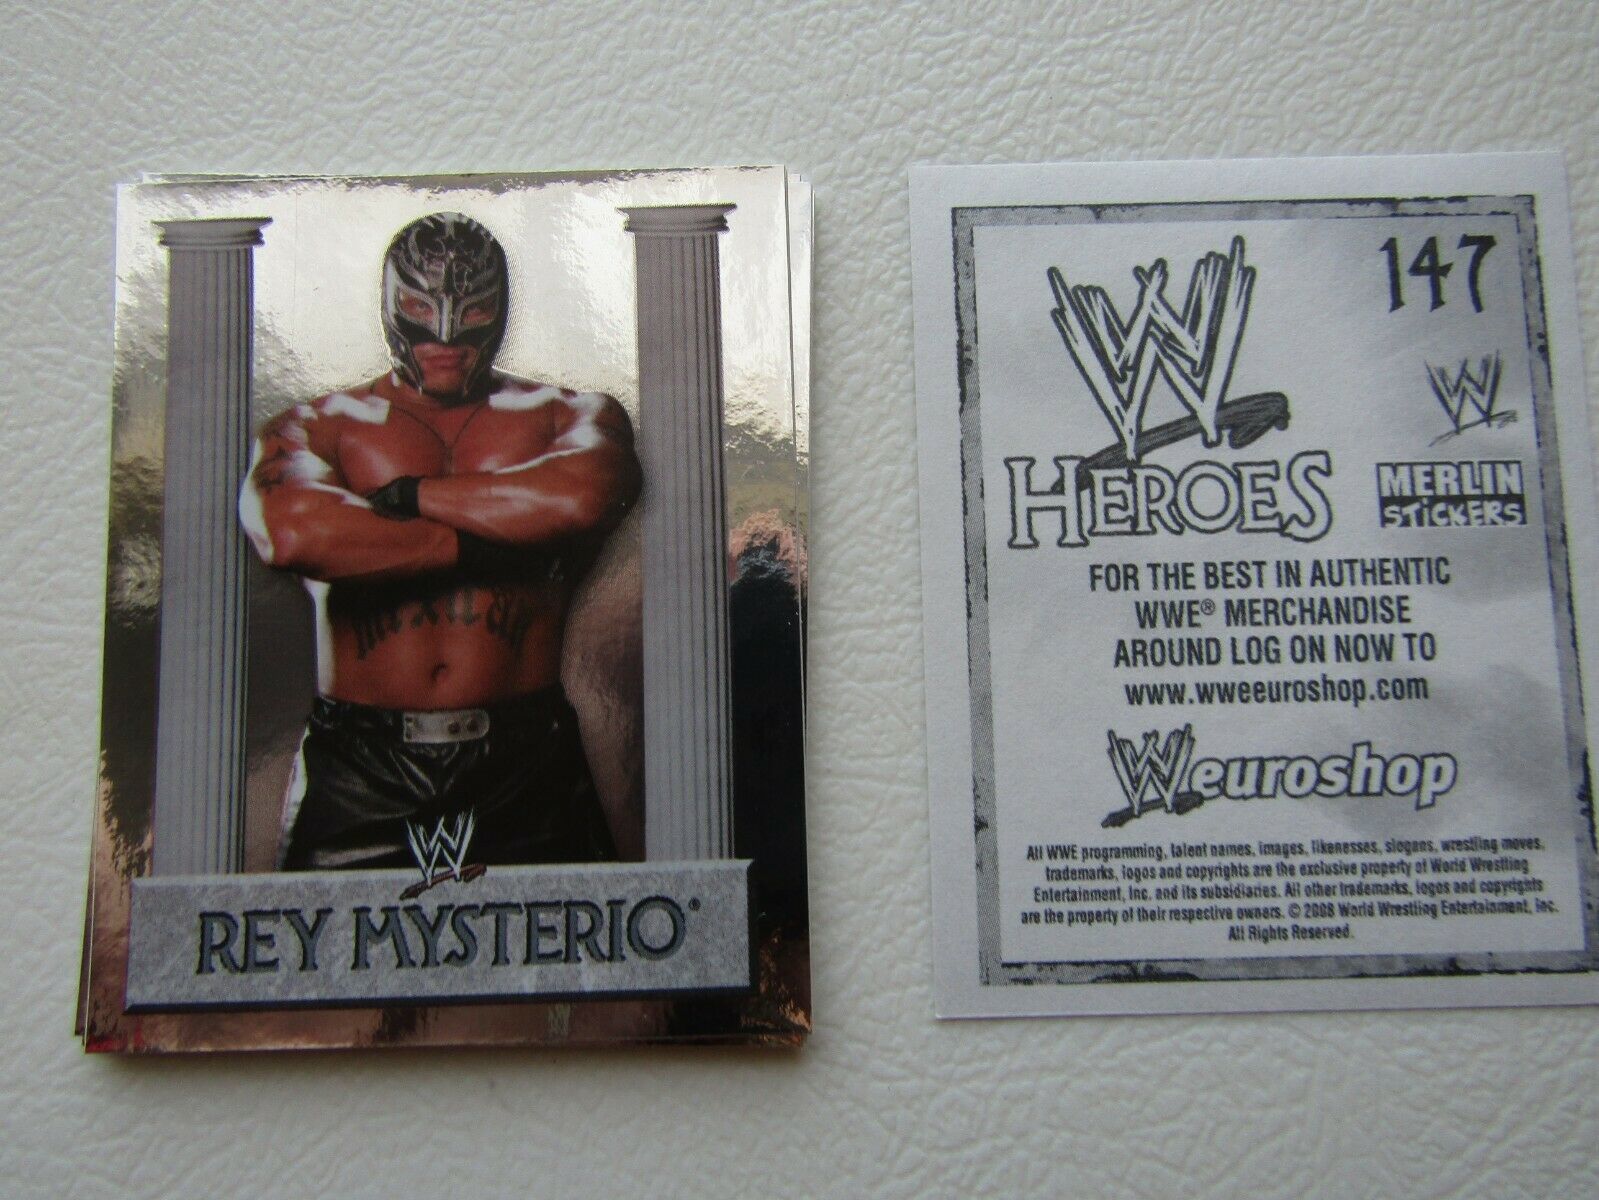 MEXICAN
W
REY MYSTERIO®
147
W
HEROES
W
MERLIN
STICKERS
FOR THE BEST IN AUTHENTIC
WWE® MERCHANDISE
AROUND LOG ON NOW TO
www.wweeuroshop.com
Weuroshop
All WWE programming, talent names, images, likenesses, slogans, wrestling moves,
trademarks, logos and copyrights are the exclusive property of World Wrestling
Entertainment, Inc. and its subsidiaries. All other trademarks, logos and copyrights
are the property of their respective owners. © 2008 World Wrestling Entertainment, Inc.
All Rights Reserved.